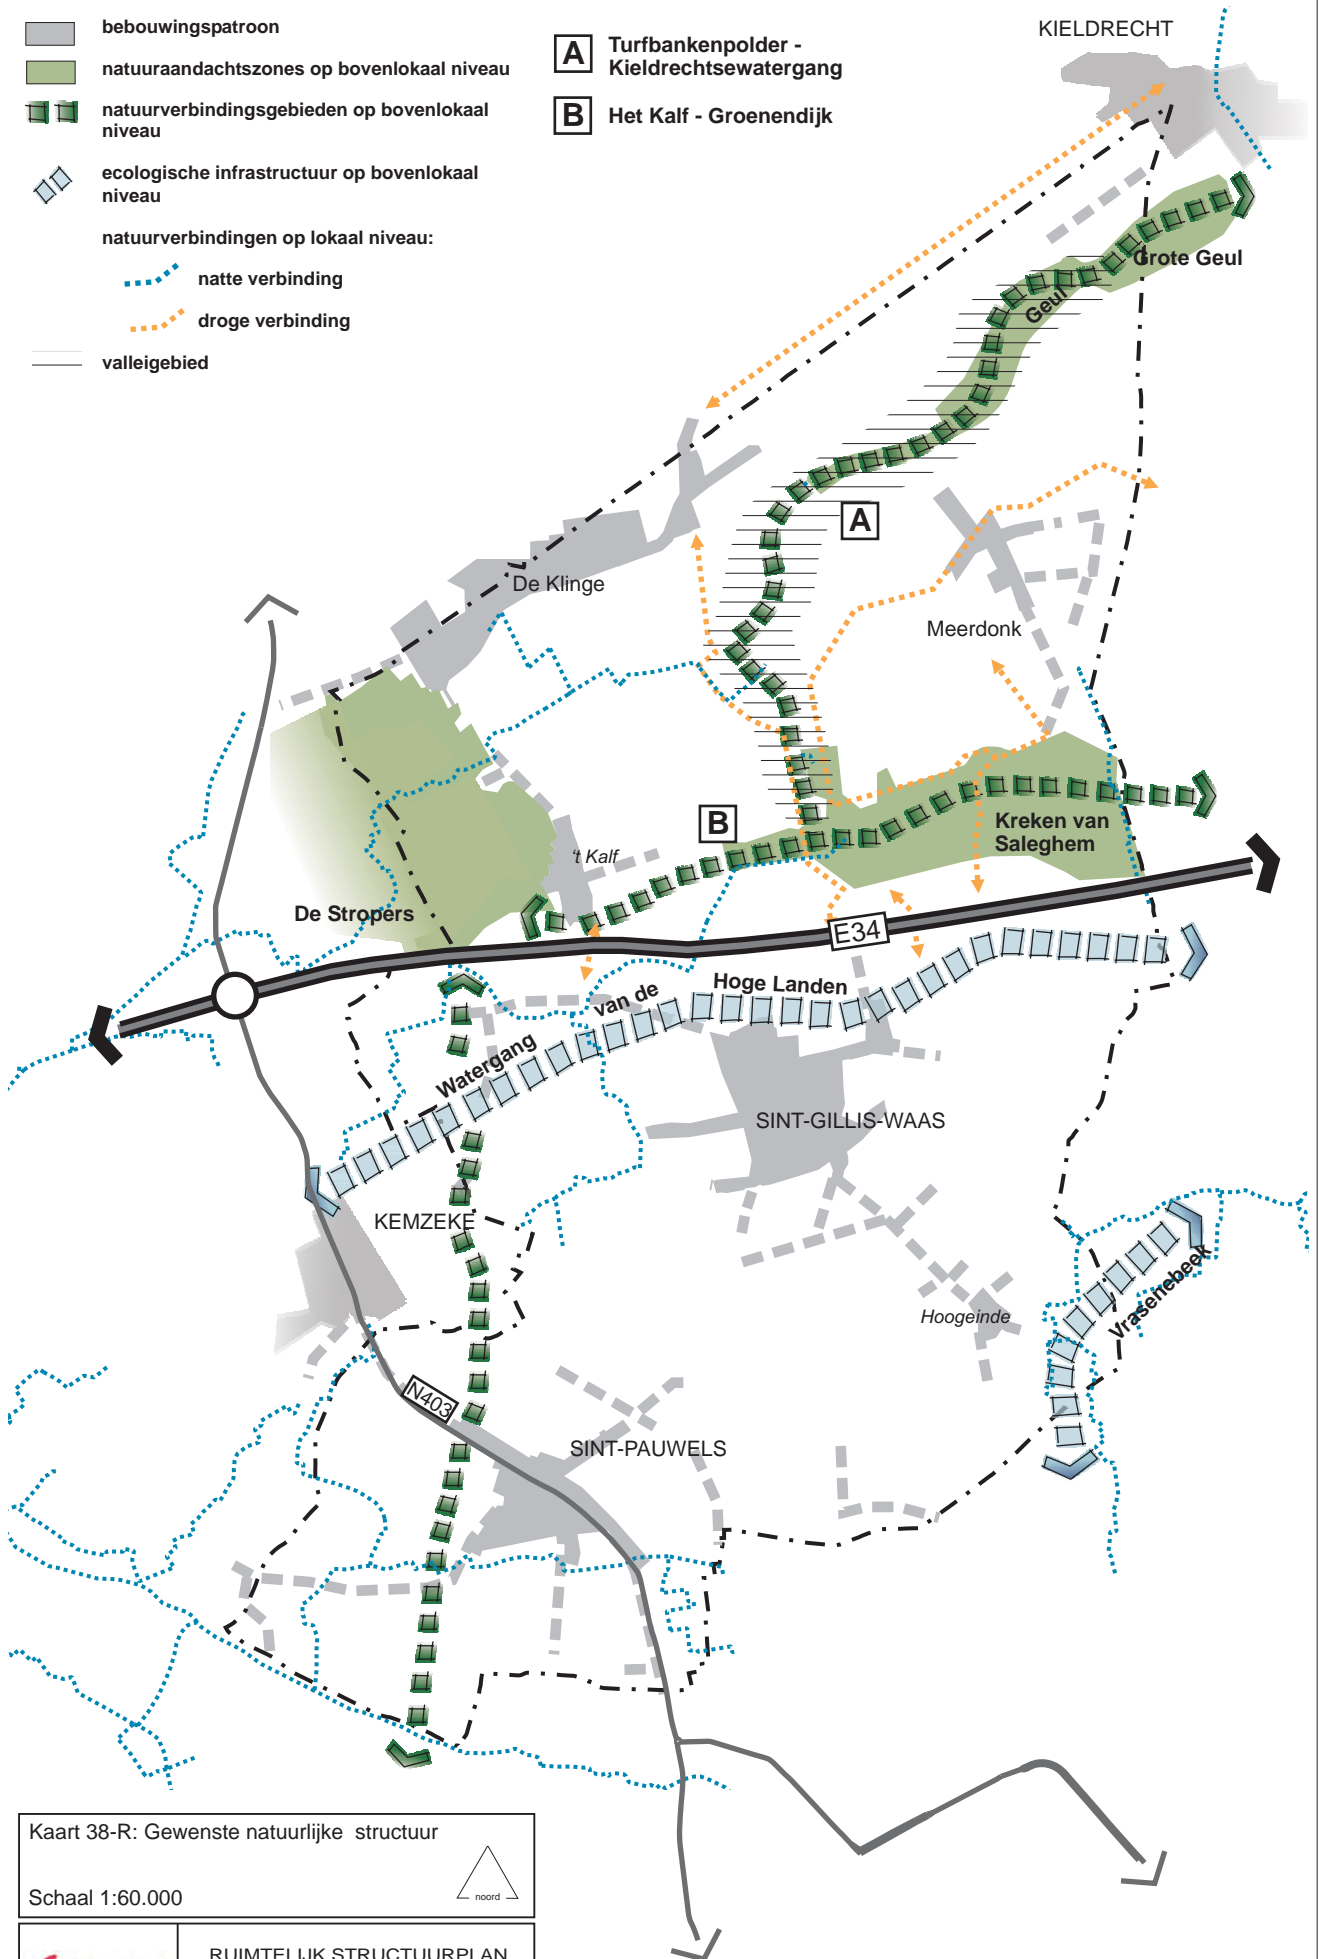 bebouwingspatroon
natuuraandachtszones op bovenlokaal niveau
natuurverbindingsgebieden op bovenlokaal
niveau
ecologische infrastructuur op bovenlokaal
niveau
natuurverbindingen op lokaal niveau:
natte verbinding
droge verbinding
valleigebied
A Turfbankenpolder -
Kieldrechtsewatergang
B Het Kalf - Groenendijk
KIELDRECHT
Grote Geul
Geul
A
De Klinge
Meerdonk
B
Kreken van
Saleghem
't Kalf
De Stropers
E34
Watergang van de Hoge Landen
SINT-GILLIS-WAAS
KEMZEKE
Vrasenebeek
Hoogeinde
N403
SINT-PAUWELS
Kaart 38-R: Gewenste natuurlijke structuur
noord
Schaal 1:60.000
RUIMTELIJK STRUCTUURPLAN